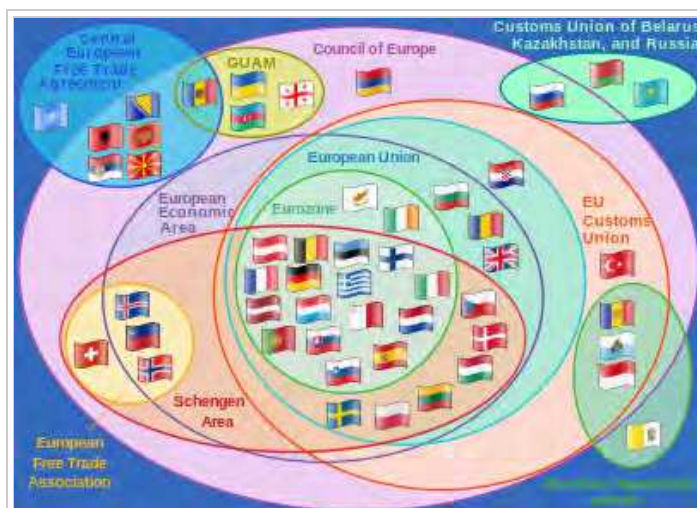 Central
European
Free Trade
Agreement
GUAM
Council of Europe
Customs Union of Belarus
Kazakhstan, and Russia
European Union
European
Economic
Area
Eurozone
EU
Customs
Union
Schengen
Area
European
Free Trade
Association